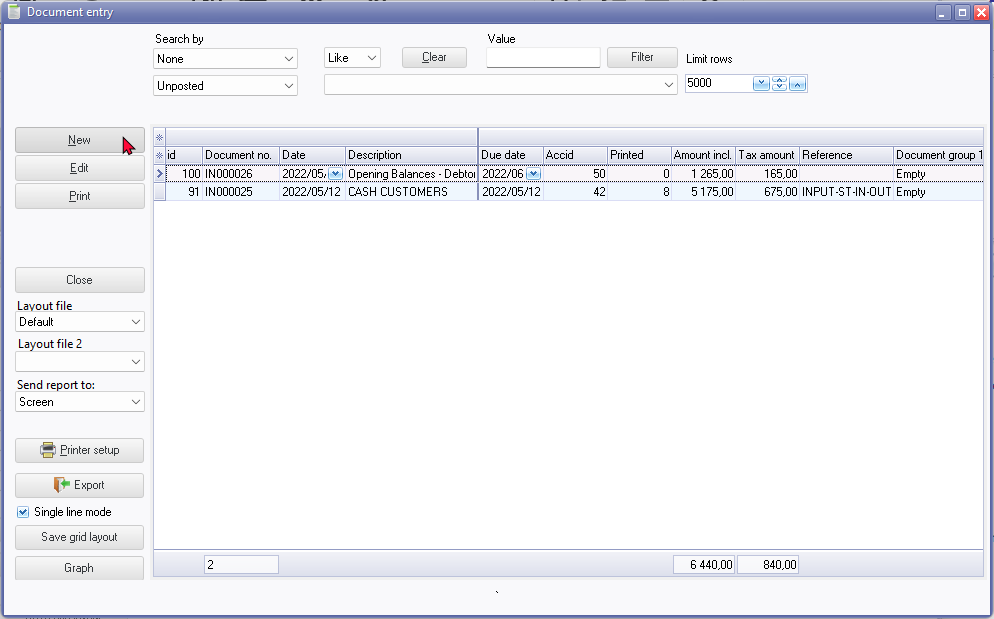 Document entry
Search by
Value
None
Like
Clear
Filter
Limit rows
Unposted
5000
New
Edit
Print
Close
Layout file
Default
Layout file 2
Send report to:
Screen
Printer setup
Export
Single line mode
Save grid layout
Graph
id Document no. Date Description Due date Accid Printed Amount incl. Tax amount Reference Document group 1
100 IN000026 2022/05/ Opening Balances - Debtor 2022/06 50 0 1 265,00 165,00 Empty
91 IN000025 2022/05/12 CASH CUSTOMERS 2022/05/12 42 8 5 175,00 675,00 INPUT-ST-IN-OUT Empty
2 6 440,00 840,00